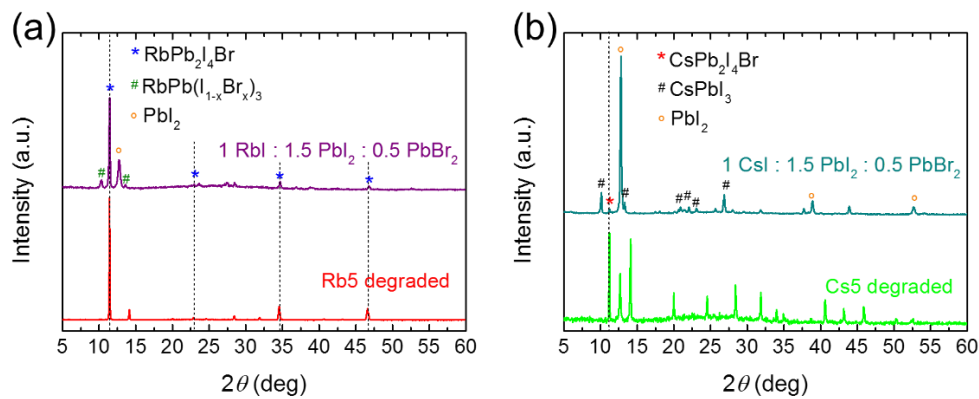 (a)
Intensity (a.u.)
* RbPb₂I₄Br
# RbPb(I₁₋ₓBrₓ)₃
○ PbI₂
*
○
#
#
1 RbI : 1.5 PbI₂ : 0.5 PbBr₂
* * *
Rb5 degraded
5 10 15 20 25 30 35 40 45 50 55 60
2θ (deg)
(b)
Intensity (a.u.)
○
* CsPb₂I₄Br
# CsPbI₃
○ PbI₂
1 CsI : 1.5 PbI₂ : 0.5 PbBr₂
# * # # # # # ○ ○
Cs5 degraded
5 10 15 20 25 30 35 40 45 50 55 60
2θ (deg)